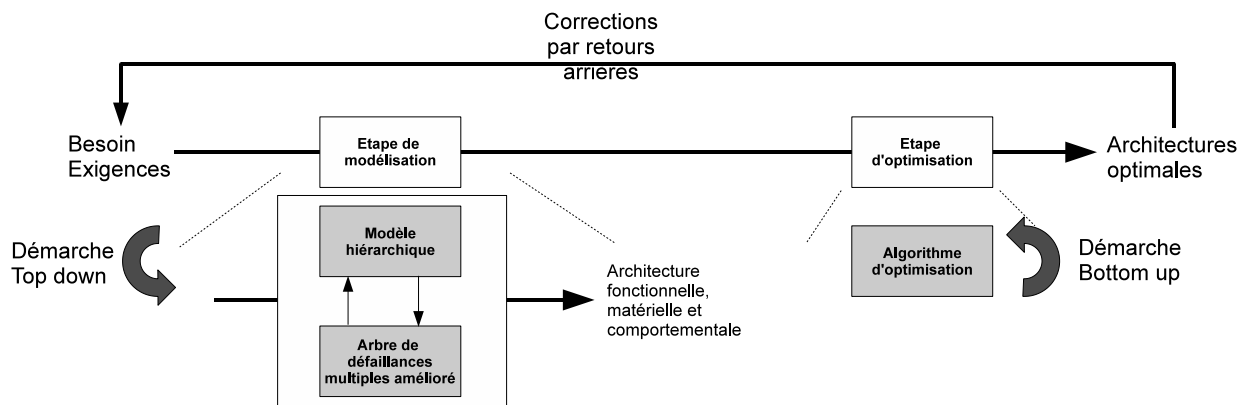 Corrections
par retours
arrières
Besoin
Exigences
Etape de
modélisation
Etape
d'optimisation
Architectures
optimales
Démarche
Top down
Modèle
hiérarchique
Arbre de
défaillances
multiples amélioré
Architecture
fonctionnelle,
matérielle et
comportementale
Algorithme
d'optimisation
Démarche
Bottom up